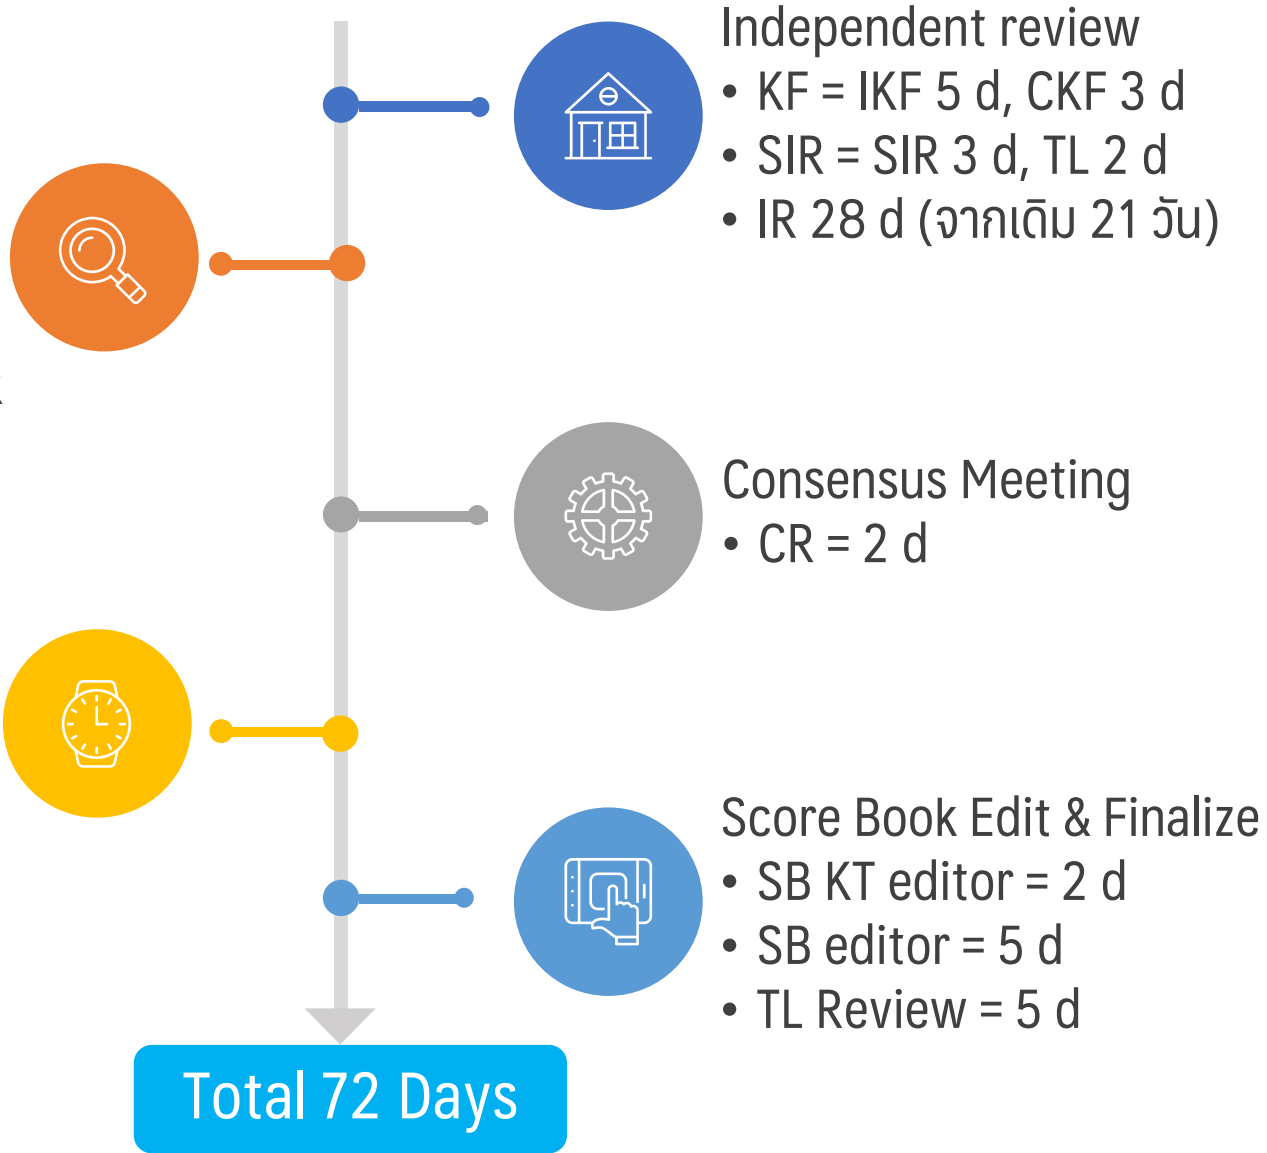 Independent review
• KF = IKF 5 d, CKF 3 d
• SIR = SIR 3 d, TL 2 d
• IR 28 d (จากเดิม 21 วัน)
Consensus Meeting
• CR = 2 d
Score Book Edit & Finalize
• SB KT editor = 2 d
• SB editor = 5 d
• TL Review = 5 d
Total 72 Days